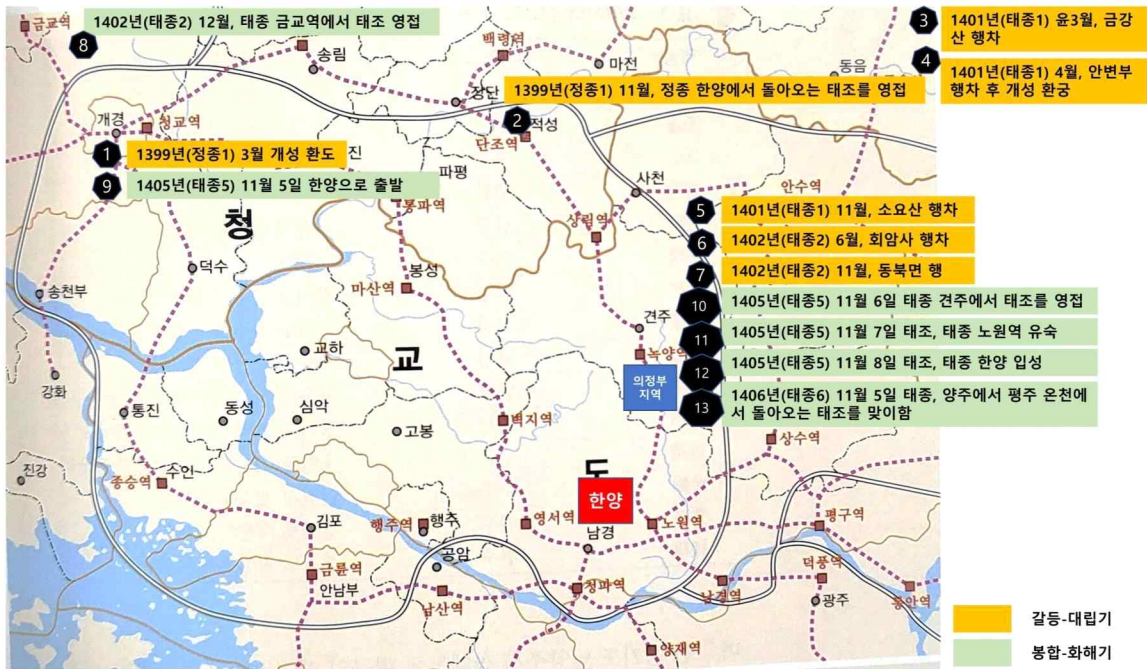 금교역
8
1402년(태종2) 12월, 태종 금교역에서 태조 영접
송림
백령역
마전
동음
3
1401년(태종1) 윤3월, 금강
산 행차
4
1401년(태종1) 4월, 안변부
행차 후 개성 환궁
장단
1399년(정종1) 11월, 정종 한양에서 돌아오는 태조를 영접
2
적성
단조역
개경
청교역
1
1399년(정종1) 3월 개성 환도
진
파평
9
1405년(태종5) 11월 5일 한양으로 출발
통파역
사천
안수역
청
상림역
5
1401년(태종1) 11월, 소요산 행차
6
1402년(태종2) 6월, 회암사 행차
7
1402년(태종2) 11월, 동북면 행
덕수
봉성
마산역
송천부
10
1405년(태종5) 11월 6일 태종 견주에서 태조를 영접
견주
11
1405년(태종5) 11월 7일 태조, 태종 노원역 유숙
녹양역
교하
교
강화
12
1405년(태종5) 11월 8일 태조, 태종 한양 입성
의정부
지역
13
1406년(태종6) 11월 5일 태종, 양주에서 평주 온천에
서 돌아오는 태조를 맞이함
통진
동성
심악
고봉
벽지역
상수역
진강
수안
종승역
도
한양
김포
행주역
행주
영서역
남경
노원역
평구역
공암
금륜역
안남부
남산역
청파역
남경역
덕풍역
광주
봉안역
양재역
갈등-대립기
봉합-화해기